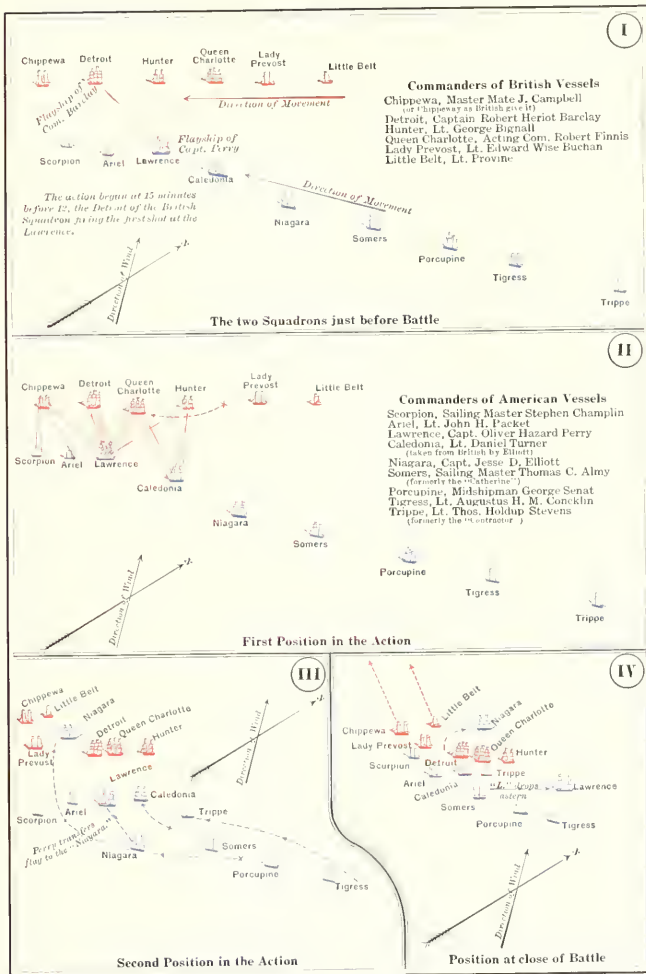 I
Chippewa
Detroit
Hunter
Queen
Charlotte
Lady
Prevost
Little Belt
Flagship of
Com. Barclay
Direction of Movement
Commanders of British Vessels
Chippewa, Master Mate J. Campbell
(or Chippeway as British give it)
Detroit, Captain Robert Heriot Barclay
Hunter, Lt. George Bignall
Queen Charlotte, Acting Com. Robert Finnis
Lady Prevost, Lt. Edward Wise Buchan
Little Belt, Lt. Provine
Scorpion
Ariel
Lawrence
Flagship of
Capt. Perry
Caledonia
Direction of Movement
Niagara
Somers
Porcupine
Tigress
Trippe
The action begun at 15 minutes
before 12, the Detroit of the British
Squadron firing the first shot at the
Lawrence.
Direction of Wind
The two Squadrons just before Battle
II
Chippewa
Detroit
Queen
Charlotte
Hunter
Lady
Prevost
Little Belt
Scorpion
Ariel
Lawrence
Caledonia
Niagara
Somers
Porcupine
Tigress
Trippe
Commanders of American Vessels
Scorpion, Sailing Master Stephen Champlin
Ariel, Lt. John H. Packet
Lawrence, Capt. Oliver Hazard Perry
Caledonia, Lt. Daniel Turner
(taken from British by Elliott)
Niagara, Capt. Jesse D. Elliott
Somers, Sailing Master Thomas C. Almy
(formerly the "Catherine")
Porcupine, Midshipman George Senat
Tigress, Lt. Augustus H. M. Concklin
Trippe, Lt. Thos. Holdup Stevens
(formerly the "Contractor")
Direction of Wind
First Position in the Action
III
Chippewa
Little Belt
Niagara
Lady
Prevost
Detroit
Queen Charlotte
Hunter
Lawrence
Ariel
Caledonia
Scorpion
Trippe
Perry transfers
flag to the "Niagara."
Niagara
Somers
Porcupine
Tigress
Direction of Wind
Second Position in the Action
IV
Little Belt
Niagara
Chippewa
Queen Charlotte
Lady Prevost
Scorpion
Detroit
Hunter
Ariel
Trippe
Caledonia
"L." drops
astern
Lawrence
Somers
Porcupine
Tigress
Direction of Wind
Position at close of Battle